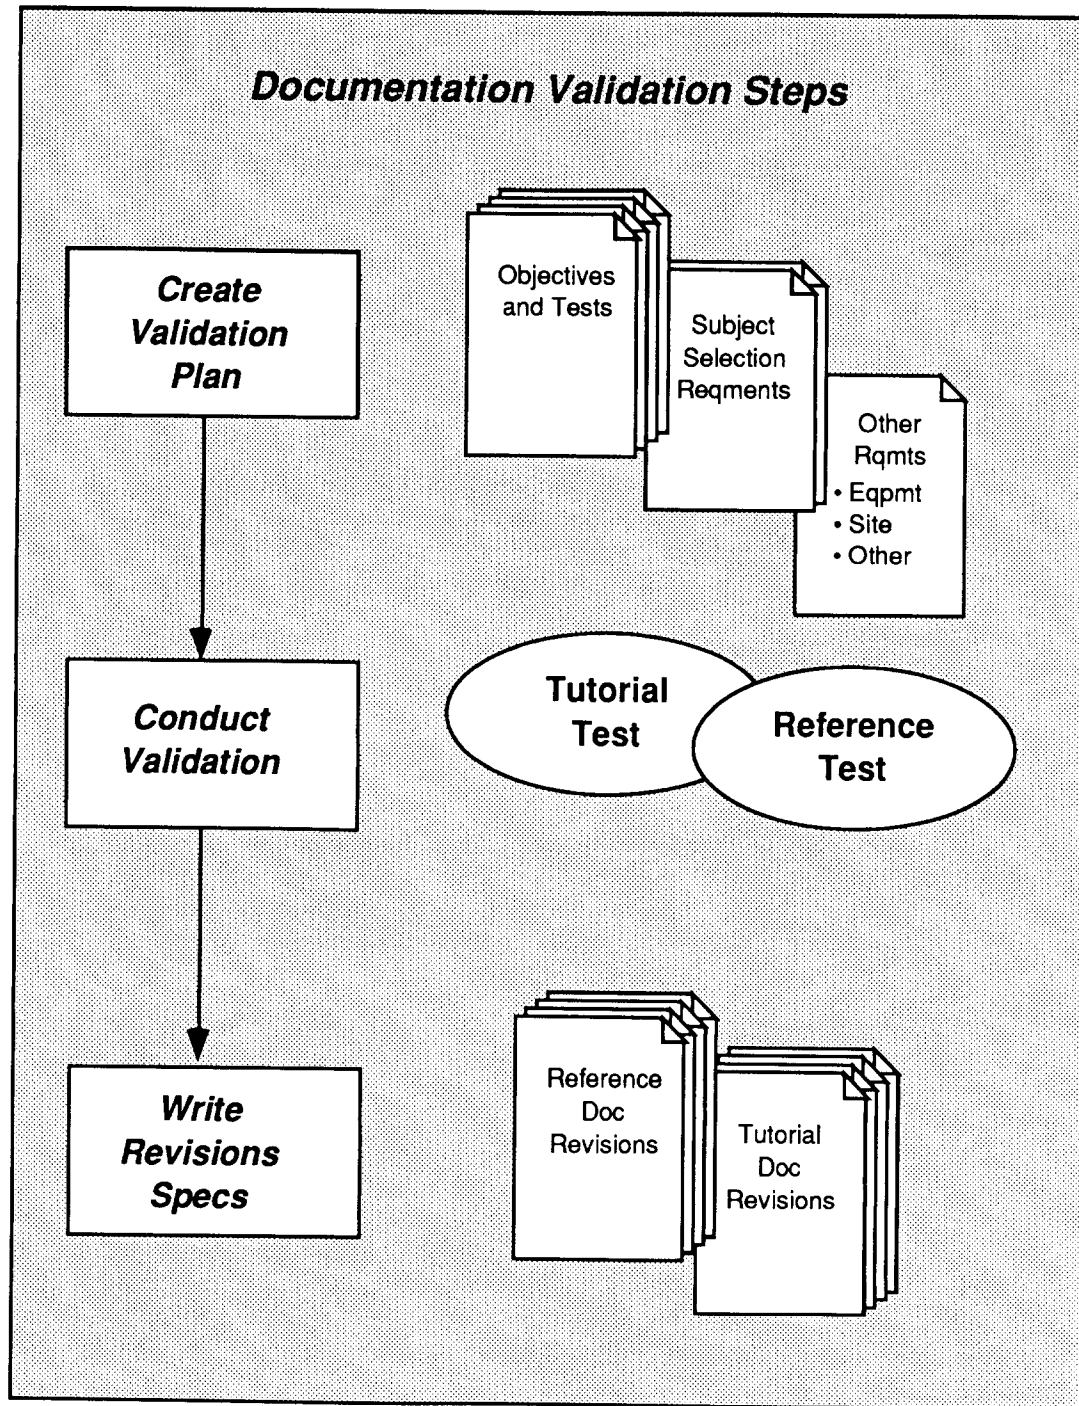 Documentation Validation Steps
Create
Validation
Plan
Objectives
and Tests
Subject
Selection
Reqments
Other
Rqmts
• Eqpmt
• Site
• Other
Conduct
Validation
Tutorial
Test
Reference
Test
Write
Revisions
Specs
Reference
Doc
Revisions
Tutorial
Doc
Revisions